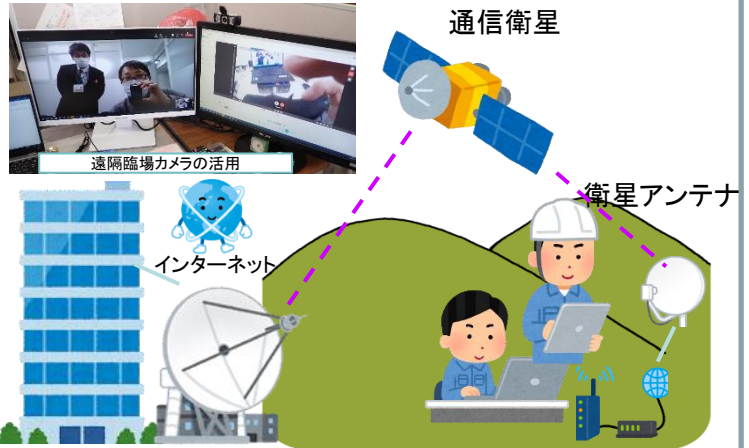 通信衛星
遠隔臨場カメラの活用
衛星アンテナ
インターネット